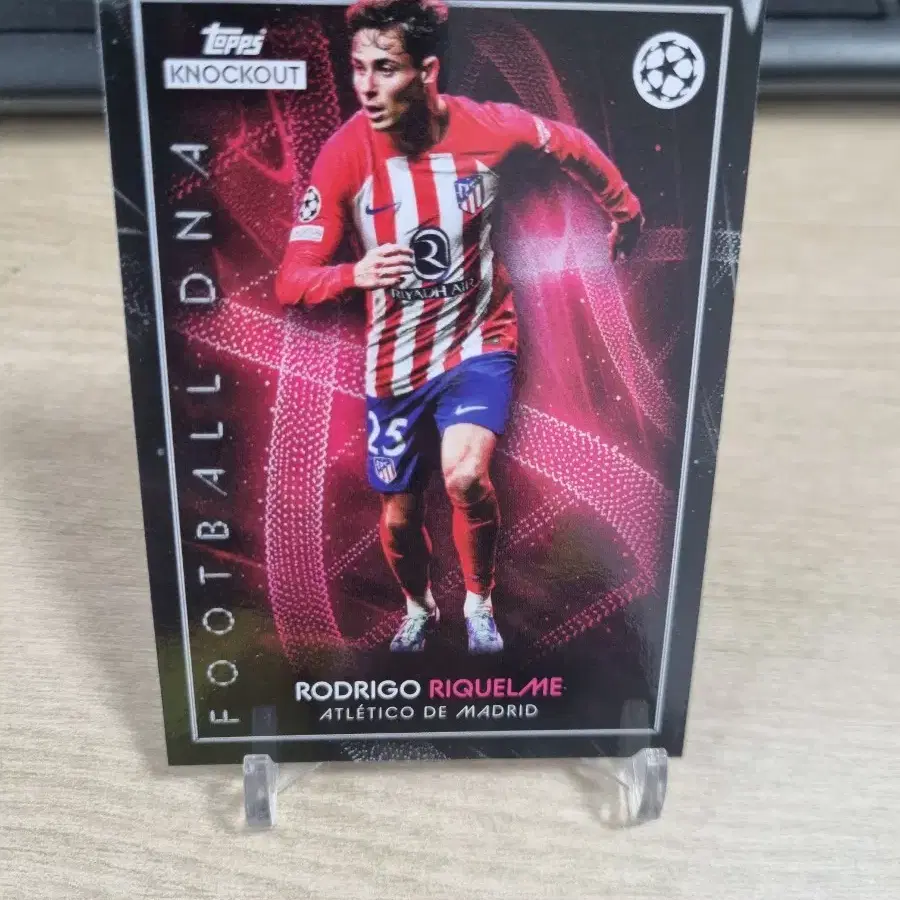 topps
KNOCKOUT
FOOTBALL DNA
RIYADH AIR
25
RODRIGO RIQUELME
ATLÉTICO DE MADRID